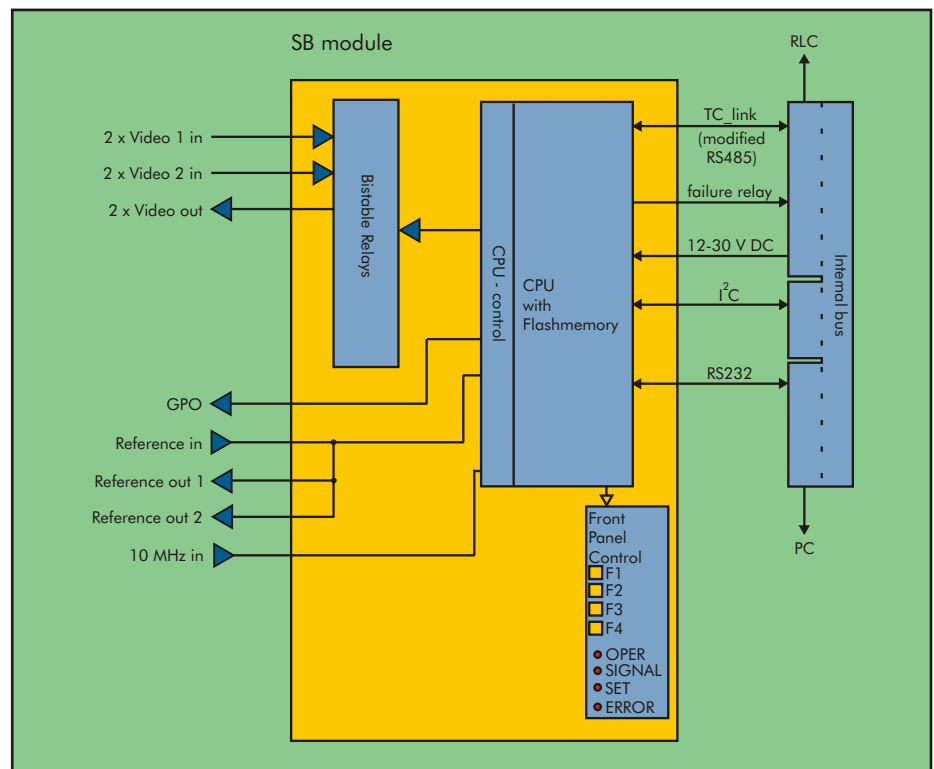 SB module
RLC
2 x Video 1 in
2 x Video 2 in
2 x Video out
Bistable Relays
CPU - control
CPU
with
Flashmemory
TC_link
(modified
RS485)
failure relay
12-30 V DC
I²C
RS232
Internal bus
GPO
Reference in
Reference out 1
Reference out 2
10 MHz in
PC
Front
Panel
Control
F1
F2
F3
F4
OPER
SIGNAL
SET
ERROR